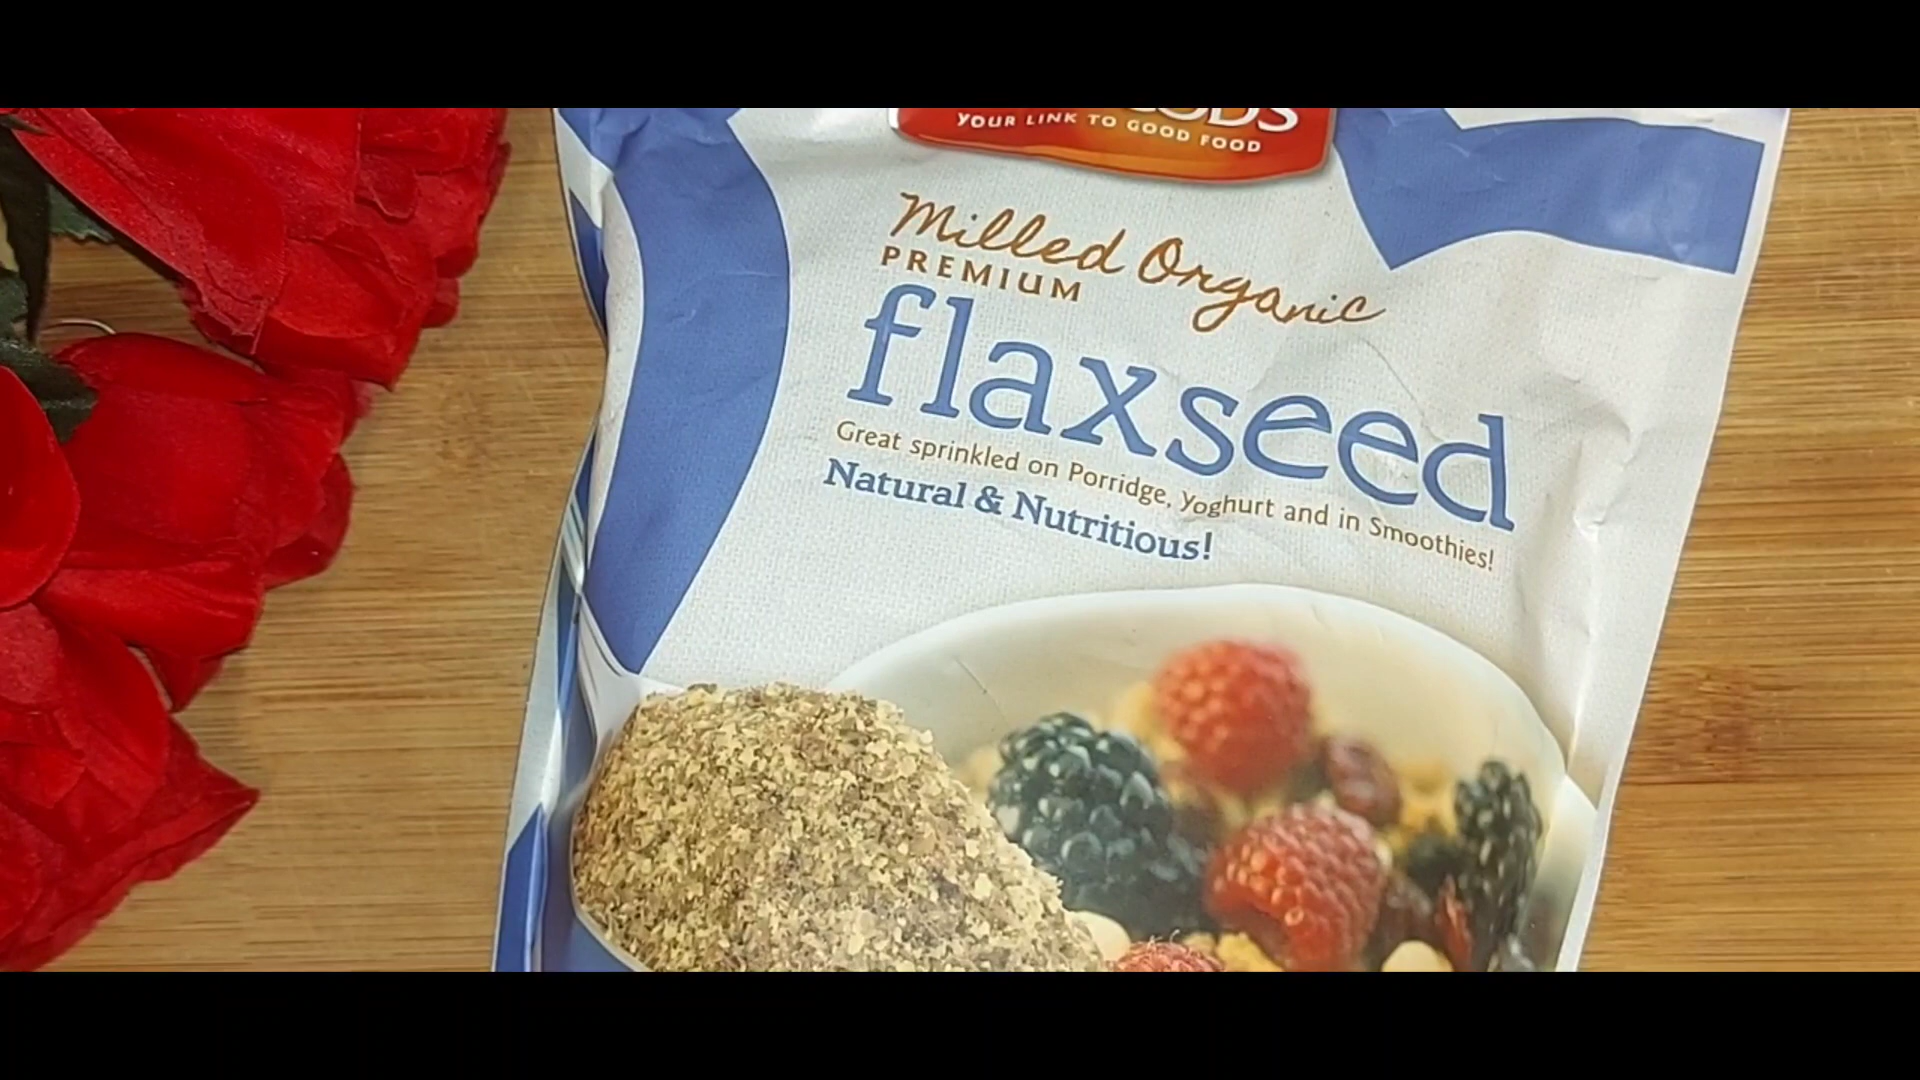 YOUR LINK TO GOOD FOOD
Milled Organic
PREMIUM
flaxseed
Great sprinkled on Porridge, Yoghurt and in Smoothies!
Natural & Nutritious!